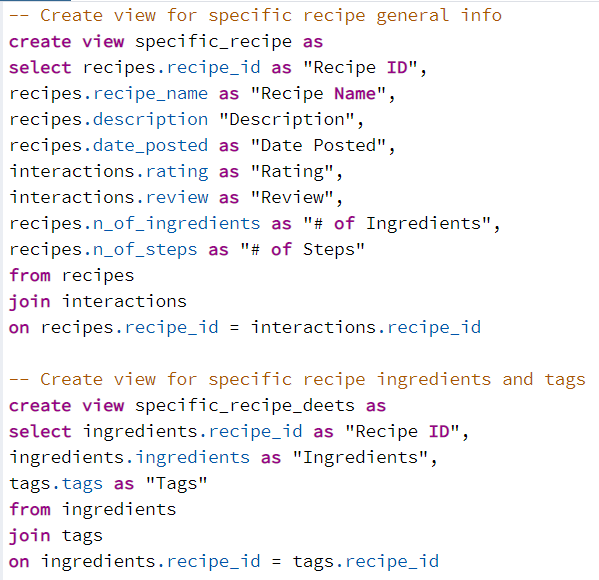 -- Create view for specific recipe general info
create view specific_recipe as
select recipes.recipe_id as "Recipe ID",
recipes.recipe_name as "Recipe Name",
recipes.description "Description",
recipes.date_posted as "Date Posted",
interactions.rating as "Rating",
interactions.review as "Review",
recipes.n_of_ingredients as "# of Ingredients",
recipes.n_of_steps as "# of Steps"
from recipes
join interactions
on recipes.recipe_id = interactions.recipe_id

-- Create view for specific recipe ingredients and tags
create view specific_recipe_deets as
select ingredients.recipe_id as "Recipe ID",
ingredients.ingredients as "Ingredients",
tags.tags as "Tags"
from ingredients
join tags
on ingredients.recipe_id = tags.recipe_id